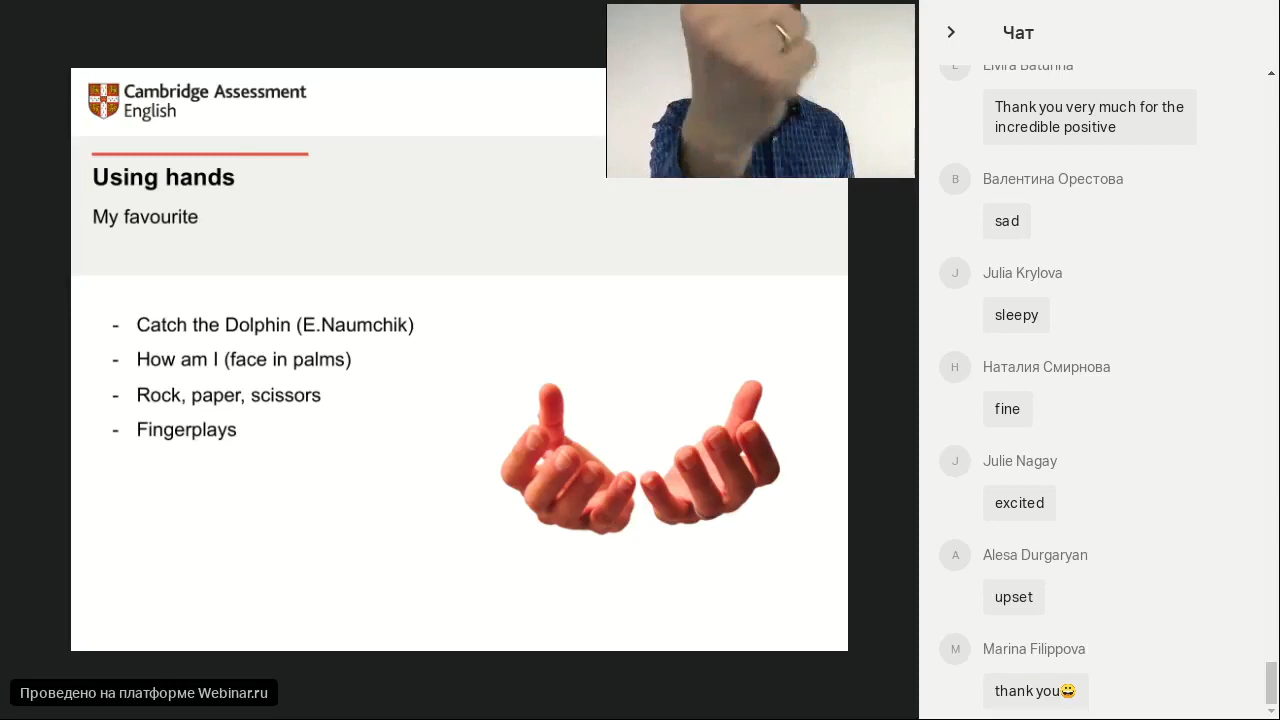 Cambridge Assessment
English
Using hands
My favourite
- Catch the Dolphin (E.Naumchik)
- How am I (face in palms)
- Rock, paper, scissors
- Fingerplays
Проведено на платформе Webinar.ru
Чат
Thank you very much for the
incredible positive
В
Валентина Орестова
sad
J
Julia Krylova
sleepy
Н
Наталия Смирнова
fine
J
Julie Nagay
excited
A
Alesa Durgaryan
upset
M
Marina Filippova
thank you😀